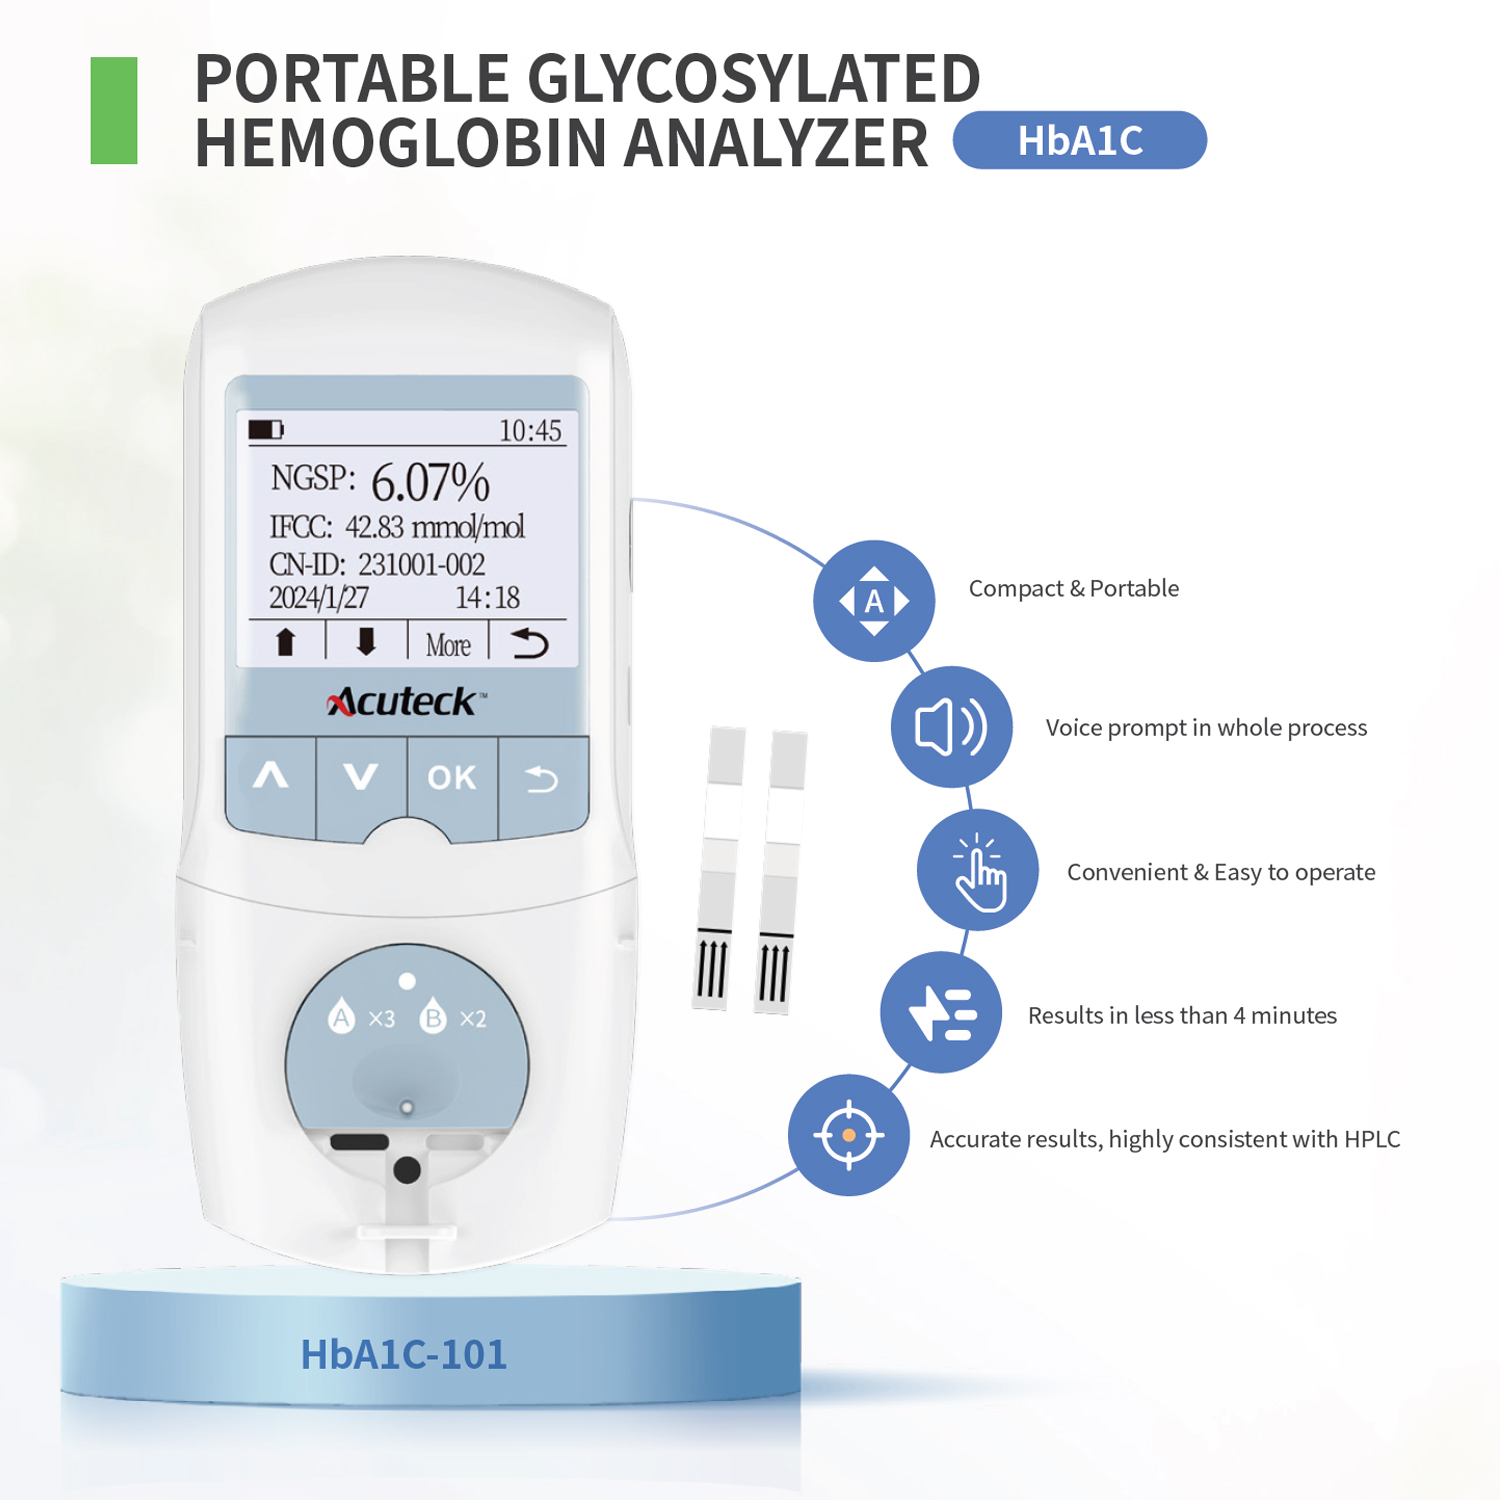 PORTABLE GLYCOSYLATED
HEMOGLOBIN ANALYZER HbA1C
10:45
NGSP: 6.07%
IFCC: 42.83 mmol/mol
CN-ID: 231001-002
2024/1/27 14:18
More
Acuteck™
OK
A ×3 B ×2
A
Compact & Portable
Voice prompt in whole process
Convenient & Easy to operate
Results in less than 4 minutes
Accurate results, highly consistent with HPLC
HbA1C-101